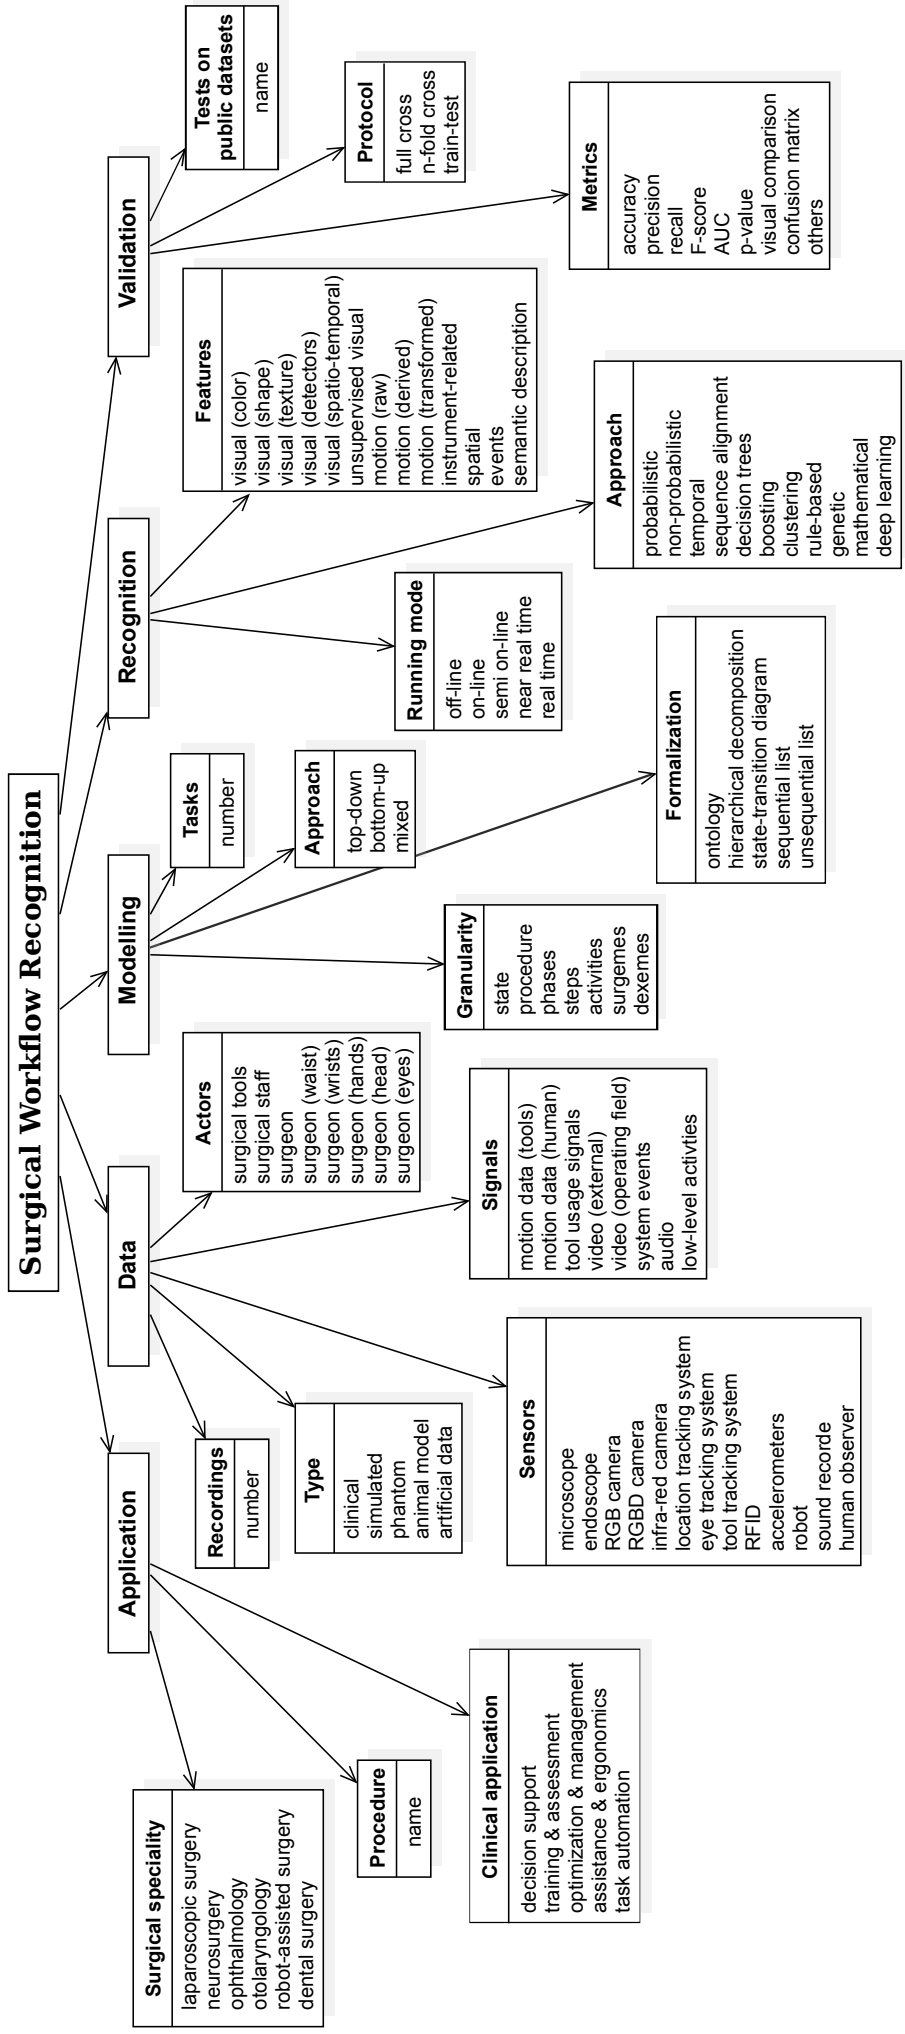 Surgical Workflow Recognition
Application
Surgical speciality
laparoscopic surgery
neurosurgery
ophthalmology
otolaryngology
robot-assisted surgery
dental surgery
Procedure
name
Clinical application
decision support
training & assessment
optimization & management
assistance & ergonomics
task automation
Data
Recordings
number
Type
clinical
simulated
phantom
animal model
artificial data
Sensors
microscope
endoscope
RGB camera
RGBD camera
infra-red camera
location tracking system
eye tracking system
tool tracking system
RFID
accelerometers
robot
sound recorde
human observer
Signals
motion data (tools)
motion data (human)
tool usage signals
video (external)
video (operating field)
system events
audio
low-level activties
Actors
surgical tools
surgical staff
surgeon
surgeon (waist)
surgeon (wrists)
surgeon (hands)
surgeon (head)
surgeon (eyes)
Modelling
Granularity
state
procedure
phases
steps
activities
surgemes
dexemes
Formalization
ontology
hierarchical decomposition
state-transition diagram
sequential list
unsequential list
Approach
top-down
bottom-up
mixed
Tasks
number
Recognition
Running mode
off-line
on-line
semi on-line
near real time
real time
Approach
probabilistic
non-probabilistic
temporal
sequence alignment
decision trees
boosting
clustering
rule-based
genetic
mathematical
deep learning
Features
visual (color)
visual (shape)
visual (texture)
visual (detectors)
visual (spatio-temporal)
unsupervised visual
motion (raw)
motion (derived)
motion (transformed)
instrument-related
spatial
events
semantic description
Validation
Metrics
accuracy
precision
recall
F-score
AUC
p-value
visual comparison
confusion matrix
others
Protocol
full cross
n-fold cross
train-test
Tests on
public datasets
name